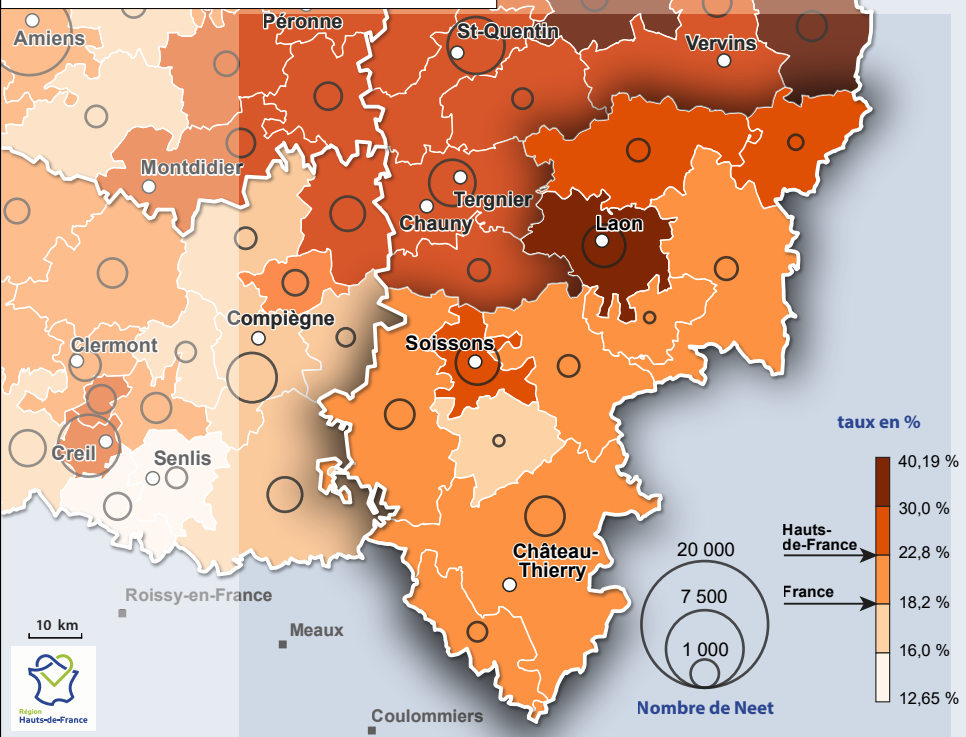 Péronne
Amiens
St-Quentin
Vervins
Montdidier
Tergnier
Chauny
Laon
Compiègne
Clermont
Soissons
Creil
Senlis
Château-
Thierry
Roissy-en-France
Meaux
Coulommiers
10 km
Région
Hauts-de-France
taux en %
40,19 %
30,0 %
22,8 %
18,2 %
16,0 %
12,65 %
Hauts-
de-France
France
20 000
7 500
1 000
Nombre de Neet